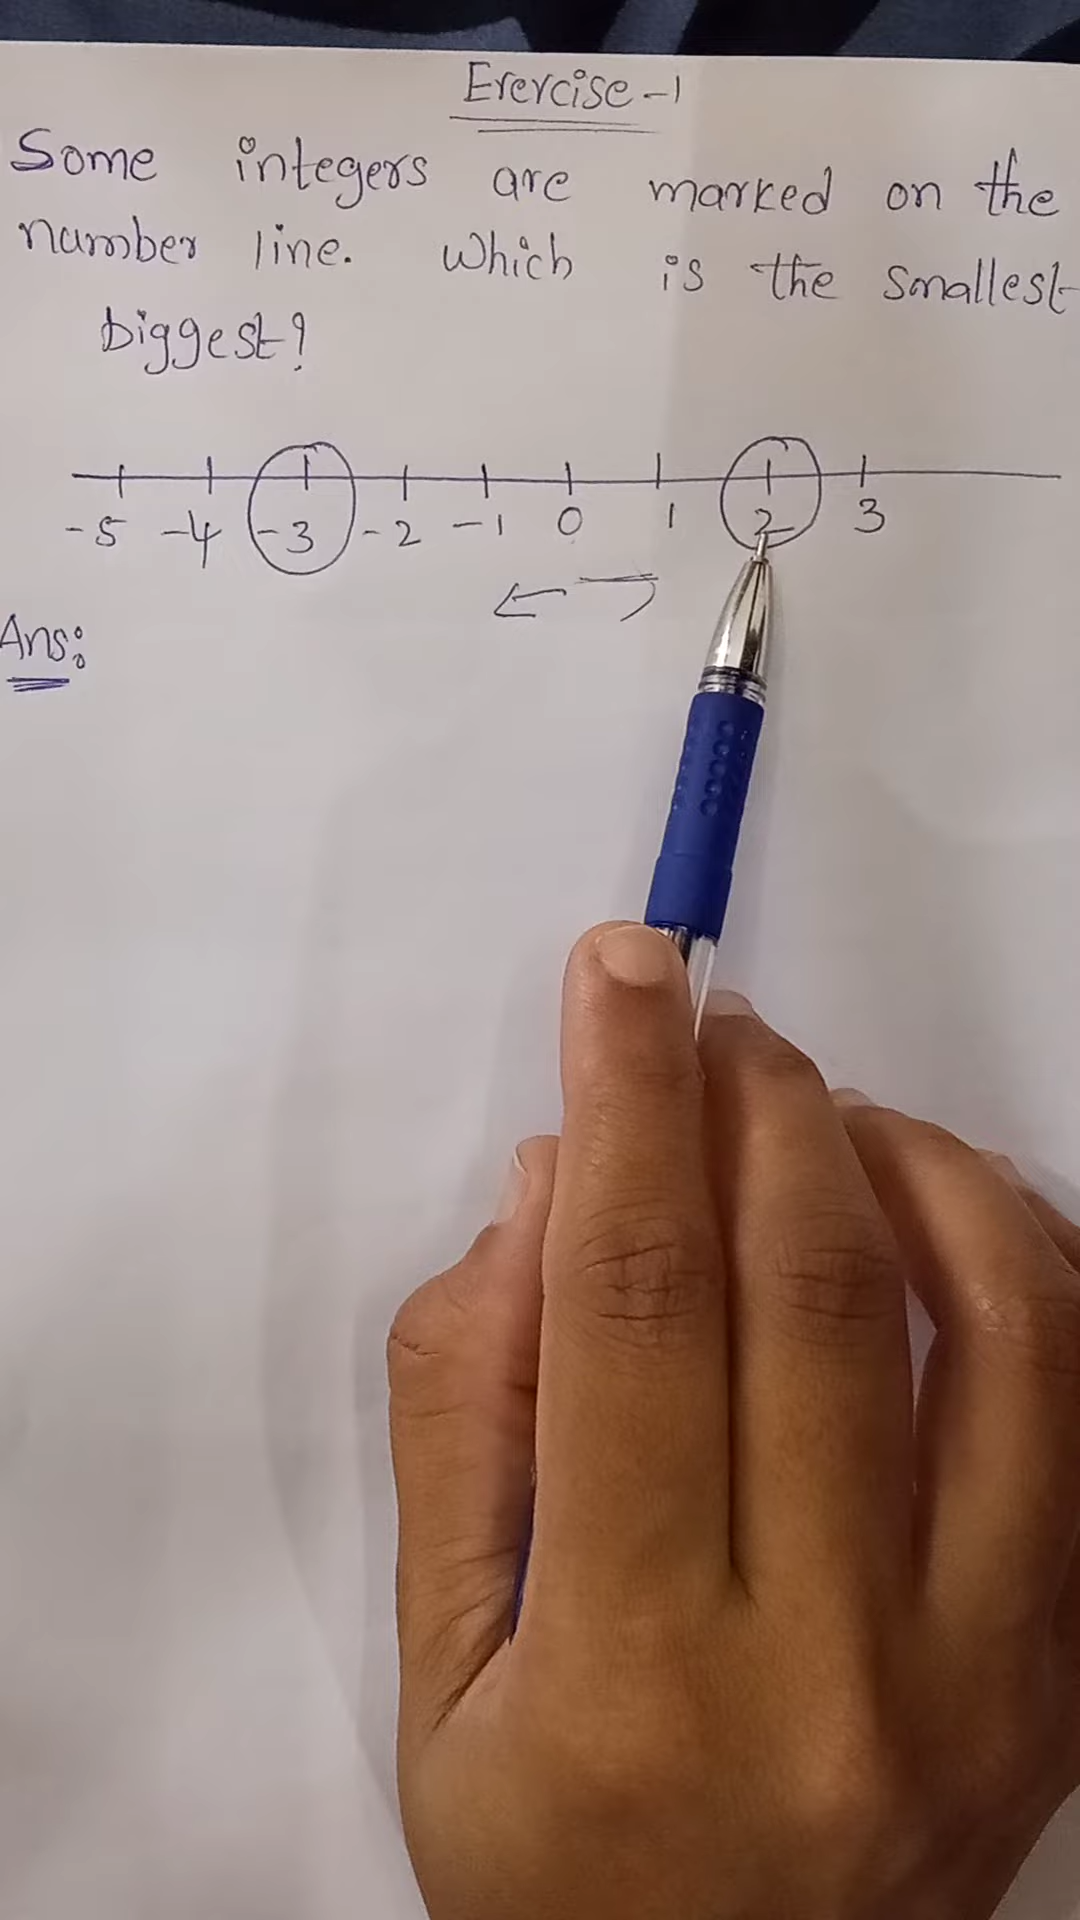 Exercise-1
Some integers are marked on the
number line. Which is the smallest
biggest?
-5 -4 -3 -2 -1 0 1 2 3
Ans: